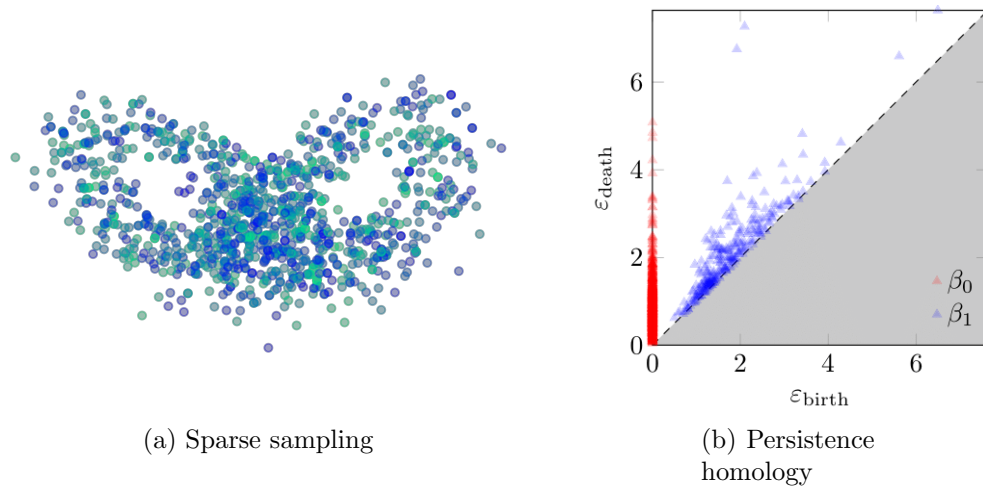 6
4
2
0
0
2
4
6
ε_death
ε_birth
β_0
β_1
(a) Sparse sampling
(b) Persistence
homology